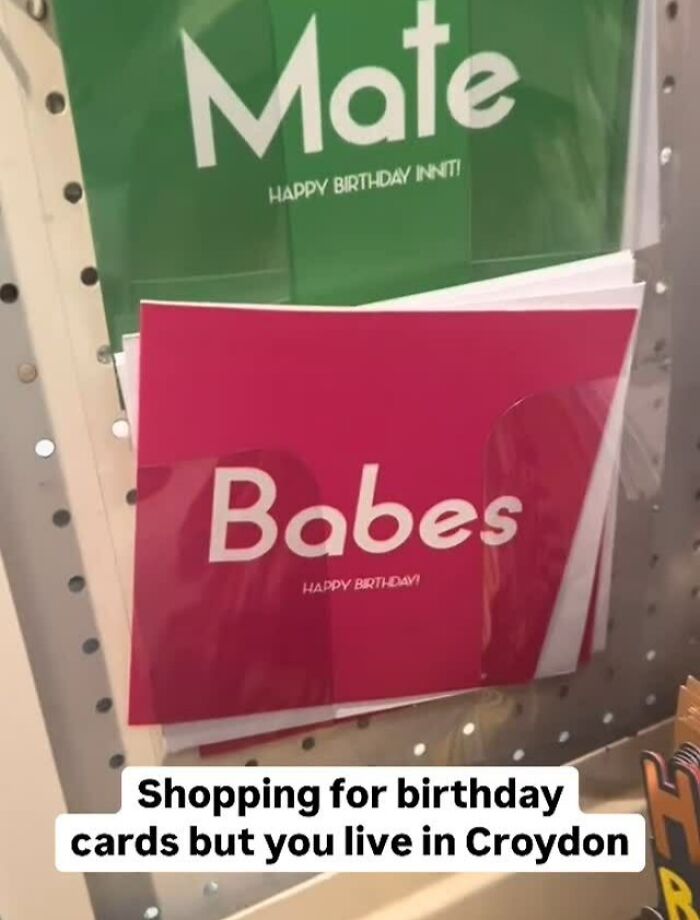 Mate
HAPPY BIRTHDAY INNIT!
Babes
HAPPY BIRTHDAY!
Shopping for birthday
cards but you live in Croydon
H
R